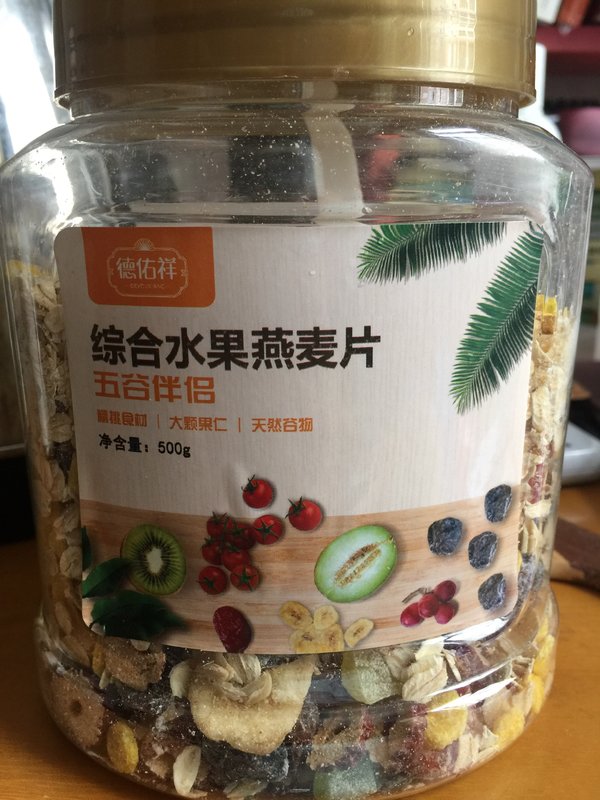 德佑祥
综合水果燕麦片
五谷伴侣
精挑食材 | 大颗果仁 | 天然谷物
净含量：500g